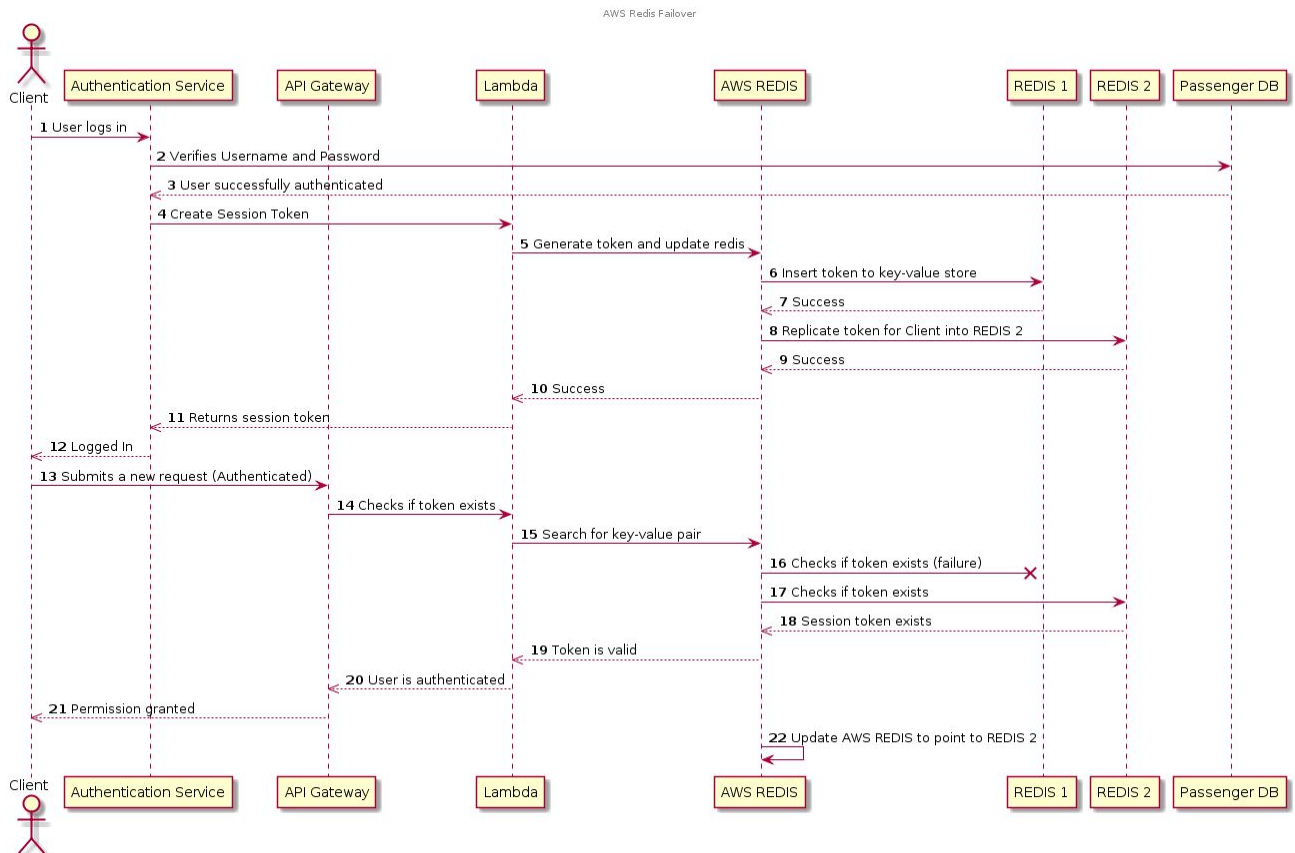 AWS Redis Failover
Client
Authentication Service
API Gateway
Lambda
AWS REDIS
REDIS 1
REDIS 2
Passenger DB
1 User logs in
2 Verifies Username and Password
3 User successfully authenticated
4 Create Session Token
5 Generate token and update redis
6 Insert token to key-value store
7 Success
8 Replicate token for Client into REDIS 2
9 Success
10 Success
11 Returns session token
12 Logged In
13 Submits a new request (Authenticated)
14 Checks if token exists
15 Search for key-value pair
16 Checks if token exists (failure)
17 Checks if token exists
18 Session token exists
19 Token is valid
20 User is authenticated
21 Permission granted
22 Update AWS REDIS to point to REDIS 2
Client
Authentication Service
API Gateway
Lambda
AWS REDIS
REDIS 1
REDIS 2
Passenger DB